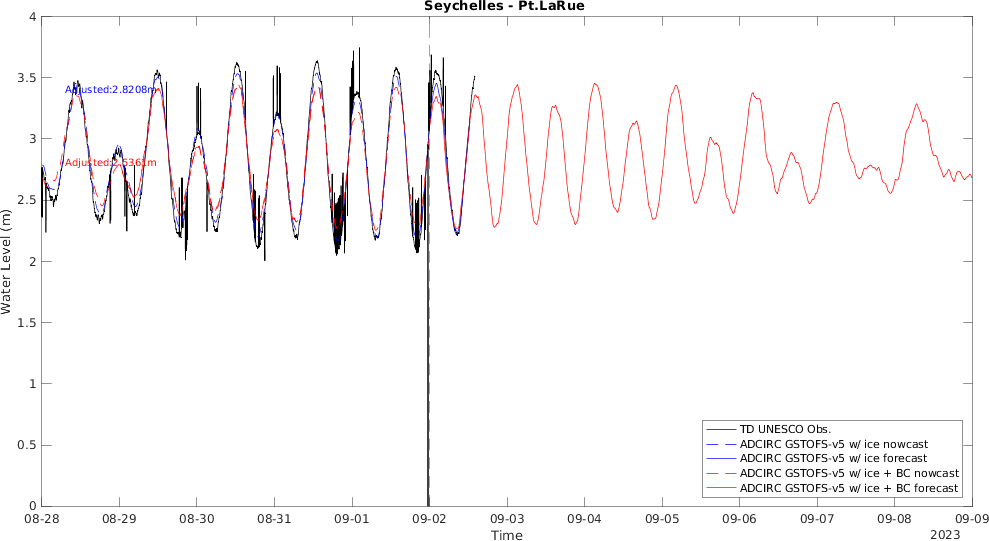 Seychelles - Pt.LaRue
4
3.5
3
2.5
2
1.5
1
0.5
0
Water Level (m)
Adjusted:2.8208m
Adjusted:2.5361m
TD UNESCO Obs.
ADCIRC GSTOFS-v5 w/ ice nowcast
ADCIRC GSTOFS-v5 w/ ice forecast
ADCIRC GSTOFS-v5 w/ ice + BC nowcast
ADCIRC GSTOFS-v5 w/ ice + BC forecast
08-28 08-29 08-30 08-31 09-01 09-02 09-03 09-04 09-05 09-06 09-07 09-08 09-09
Time
2023